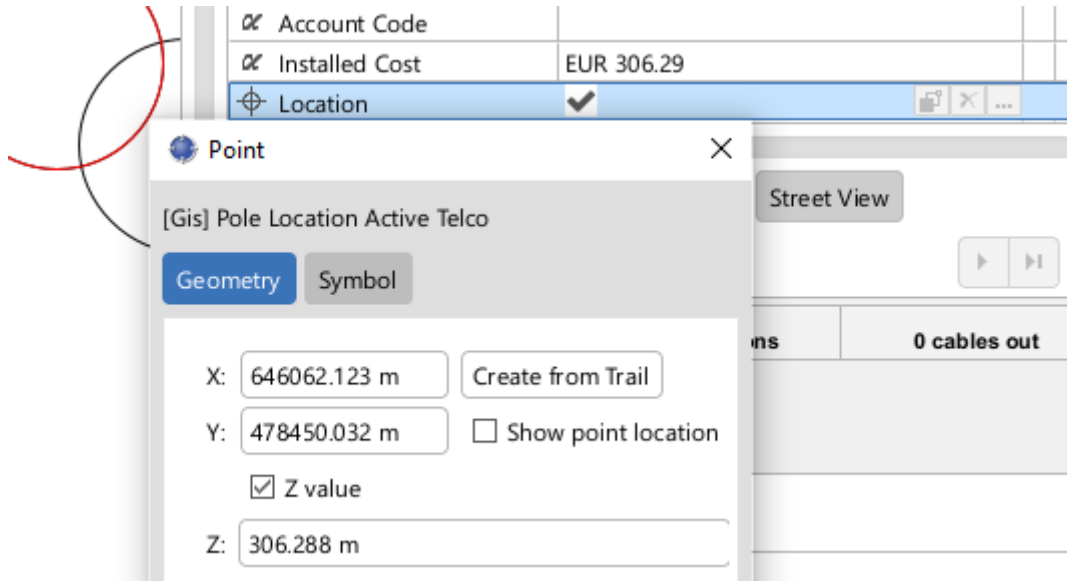 Account Code
Installed Cost EUR 306.29
Location ...
Point
[Gis] Pole Location Active Telco
Street View
Geometry Symbol
ns 0 cables out
X: 646062.123 m Create from Trail
Y: 478450.032 m Show point location
Z value
Z: 306.288 m